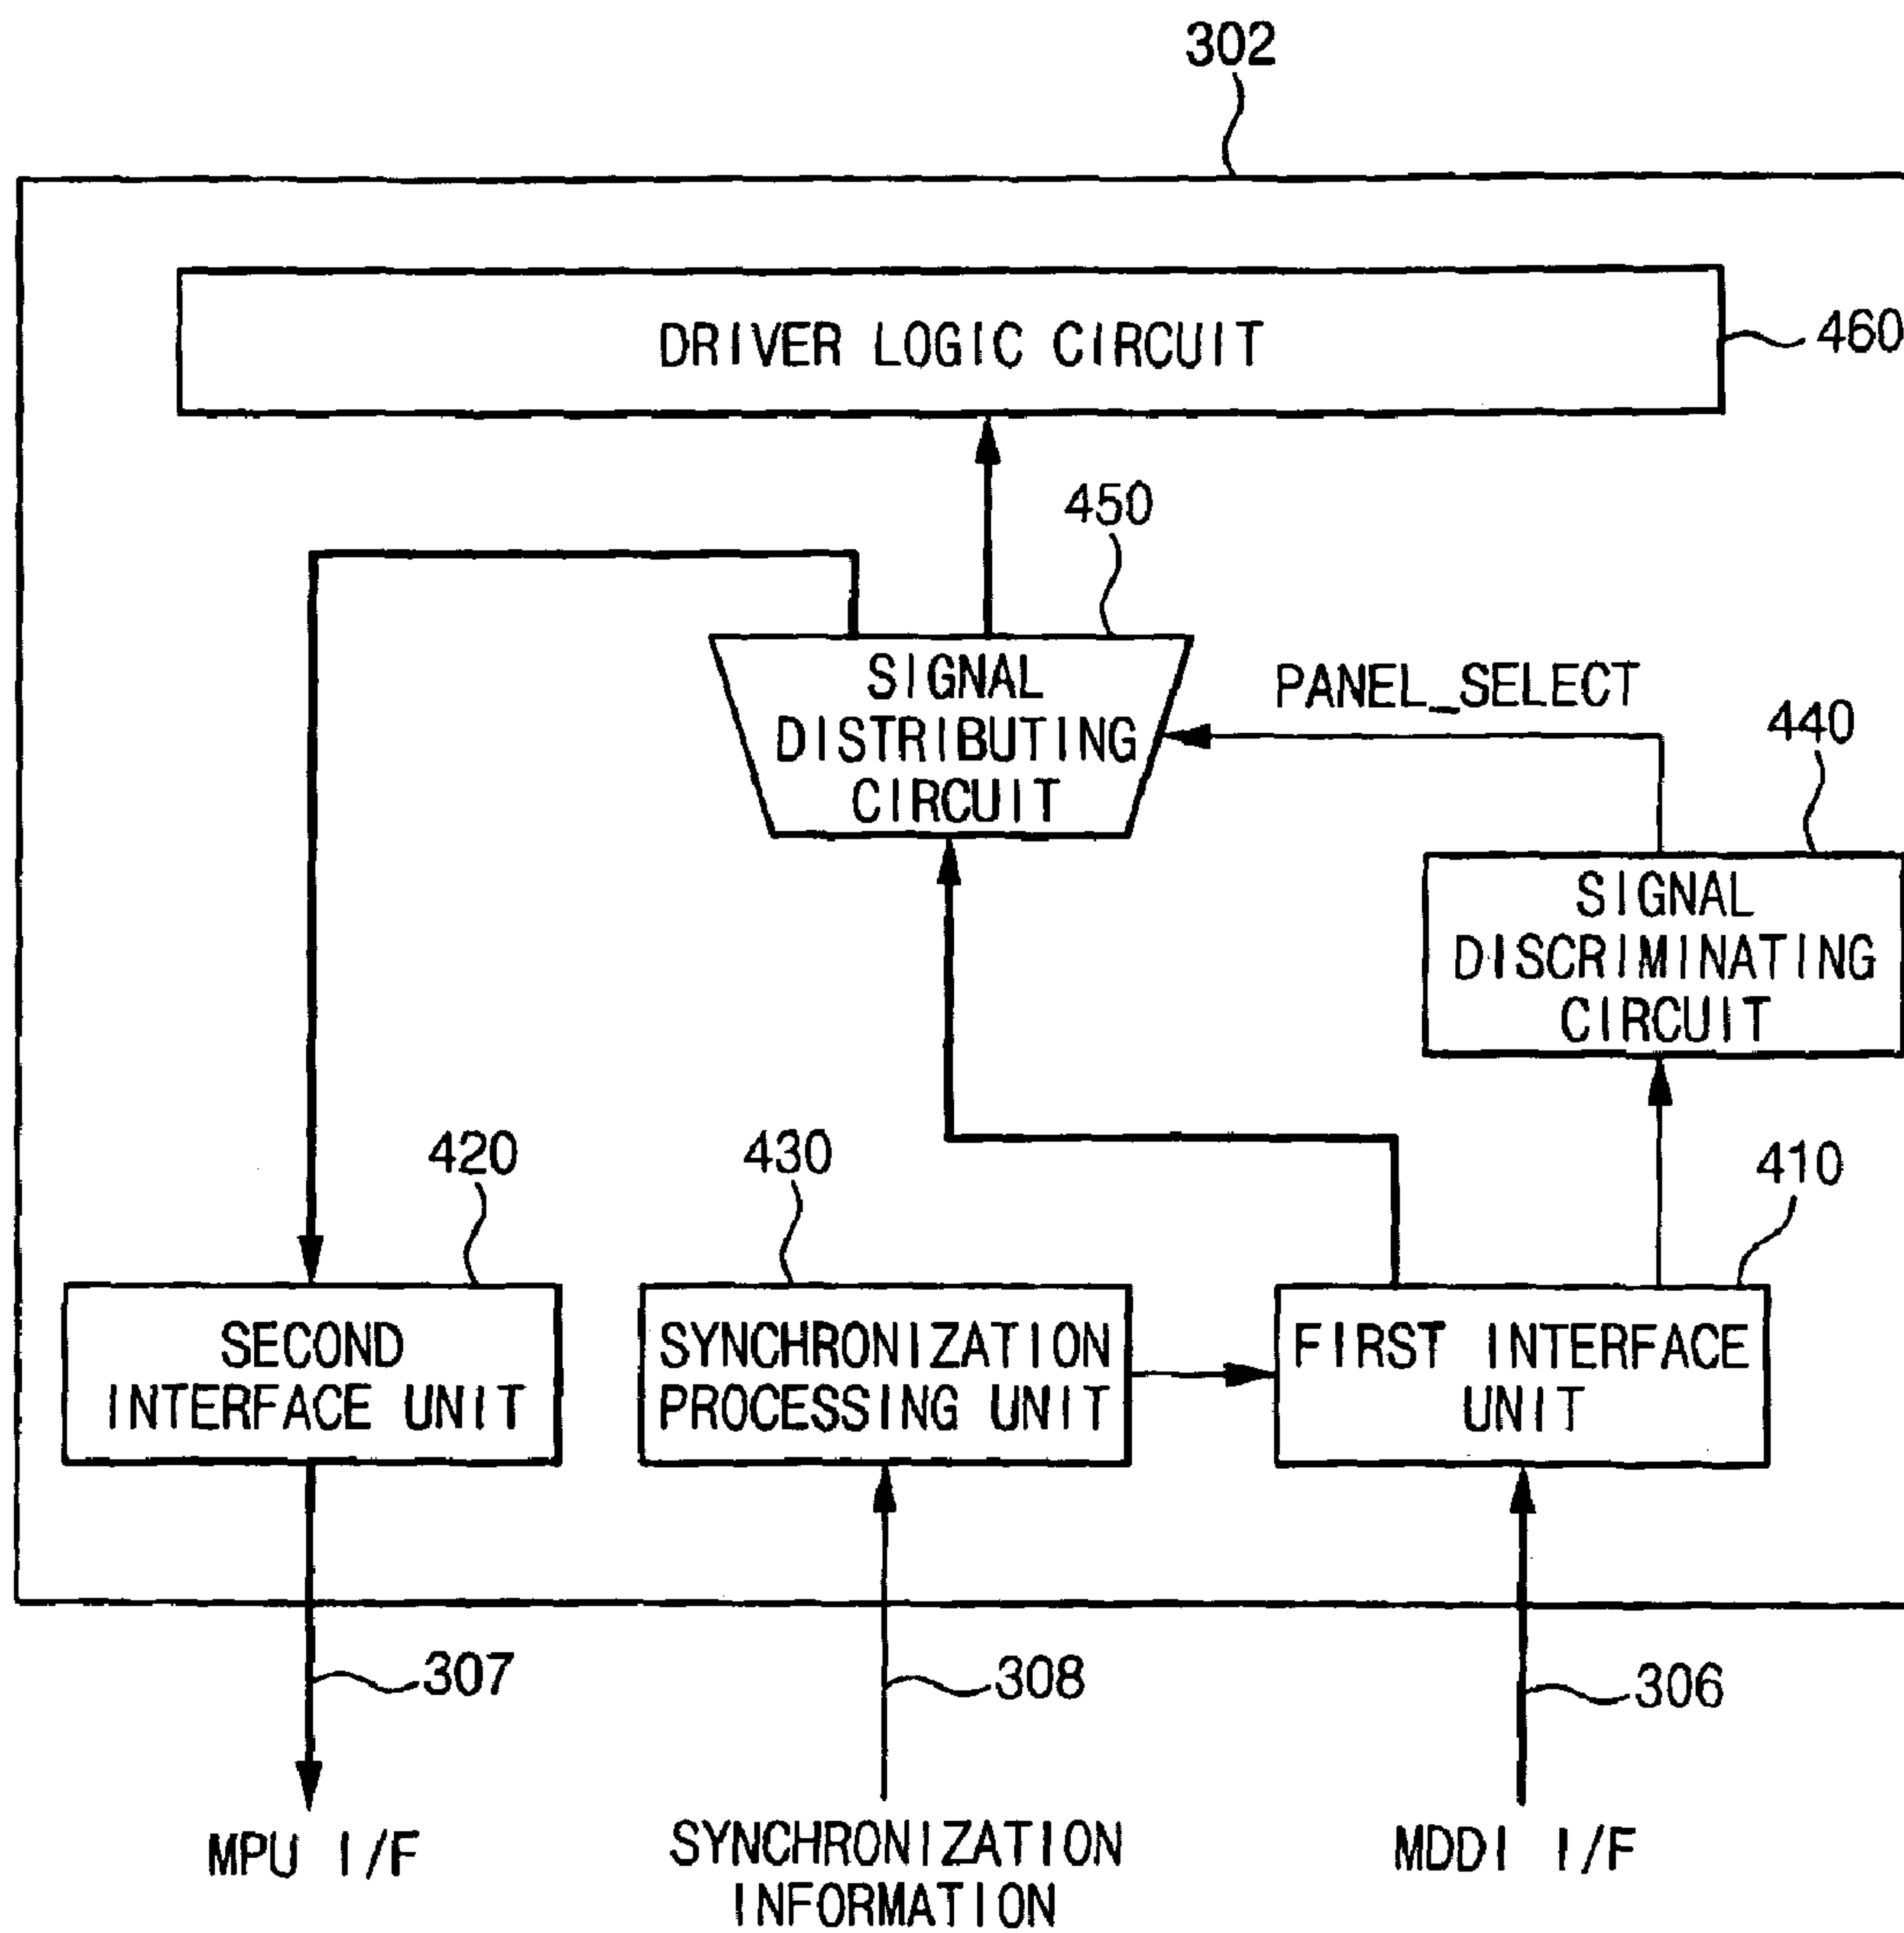 302
DRIVER LOGIC CIRCUIT
460
450
SIGNAL
DISTRIBUTING
CIRCUIT
PANEL_SELECT
440
SIGNAL
DISCRIMINATING
CIRCUIT
420
430
410
SECOND
INTERFACE UNIT
SYNCHRONIZATION
PROCESSING UNIT
FIRST INTERFACE
UNIT
307
308
306
MPU I/F
SYNCHRONIZATION
INFORMATION
MDDI I/F